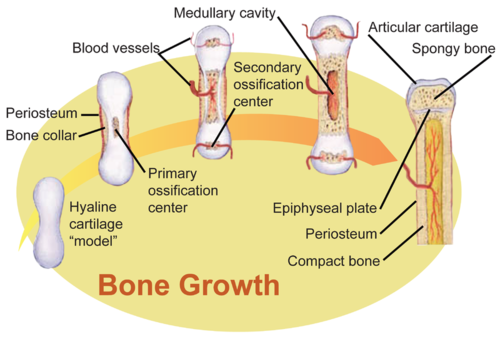 Medullary cavity
Articular cartilage
Blood vessels
Spongy bone
Secondary
ossification
center
Periosteum
Bone collar
Primary
ossification
center
Hyaline
cartilage
“model”
Epiphyseal plate
Periosteum
Compact bone
Bone Growth